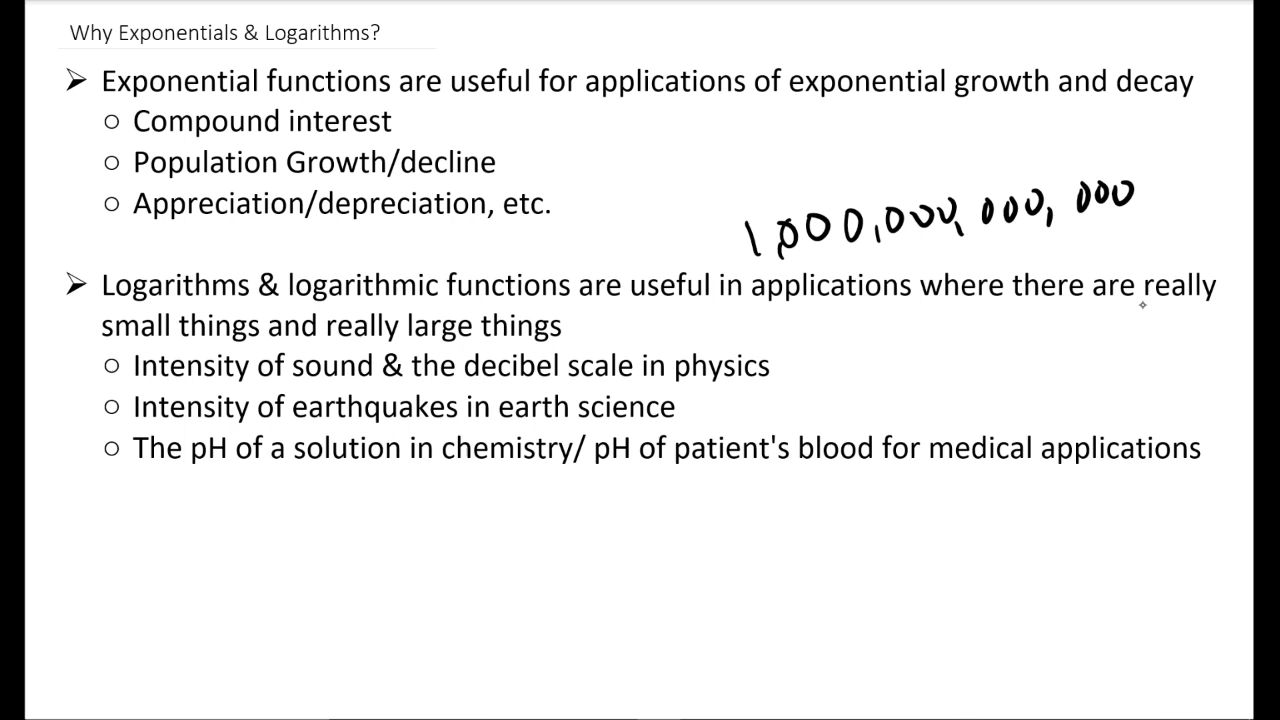 Why Exponentials & Logarithms?
➢ Exponential functions are useful for applications of exponential growth and decay
○ Compound interest
○ Population Growth/decline
○ Appreciation/depreciation, etc.
1,000,000,000,000
➢ Logarithms & logarithmic functions are useful in applications where there are really
small things and really large things
○ Intensity of sound & the decibel scale in physics
○ Intensity of earthquakes in earth science
○ The pH of a solution in chemistry/ pH of patient's blood for medical applications